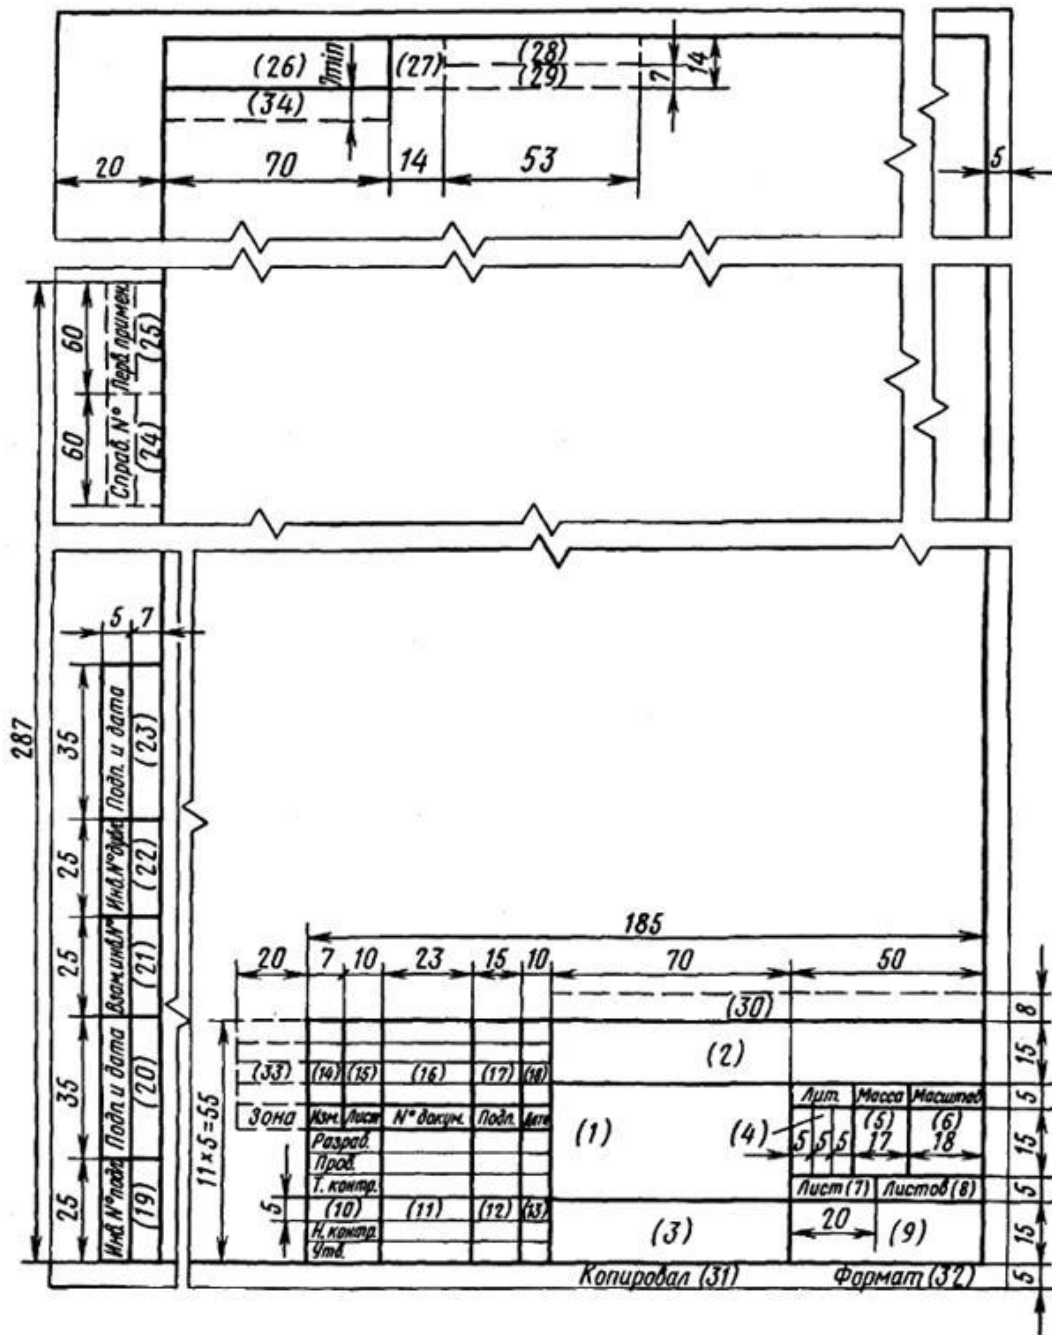 (26) 7min (27) (28) 7 14
(34) (29)
20 70 14 53 5
287
60 Перв. примен. (25)
60 Справ. № (24)
5 7
35 Подп. и дата (23)
25 Инв. № дубл. (22)
25 Взам. инв. № (21)
35 Подп. и дата (20)
25 Инв. № подл. (19)
185
20 7 10 23 15 10 70 50
(30) 8
(2) 15
(33) (14) (15) (16) (17) (18)
Лит. Масса Масштаб 5
Зона Изм. Лист № докум. Подп. Дата
(1) (4) (5) (6)
5 5 5 17 18 15
11×5=55
Разраб.
Пров.
Т. контр.
Лист (7) Листов (8) 5
5 (10) (11) (12) (13)
Н. контр.
Утв.
(3) 20 (9) 15
Копировал (31) Формат (32) 5